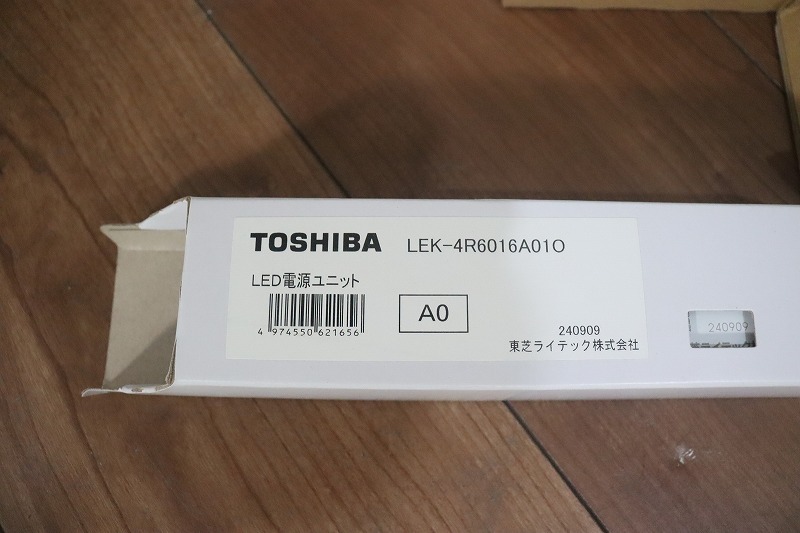 TOSHIBA LEK-4R6016A01O
LED電源ユニット
4 974550 621656
A0
240909
東芝ライテック株式会社
240909